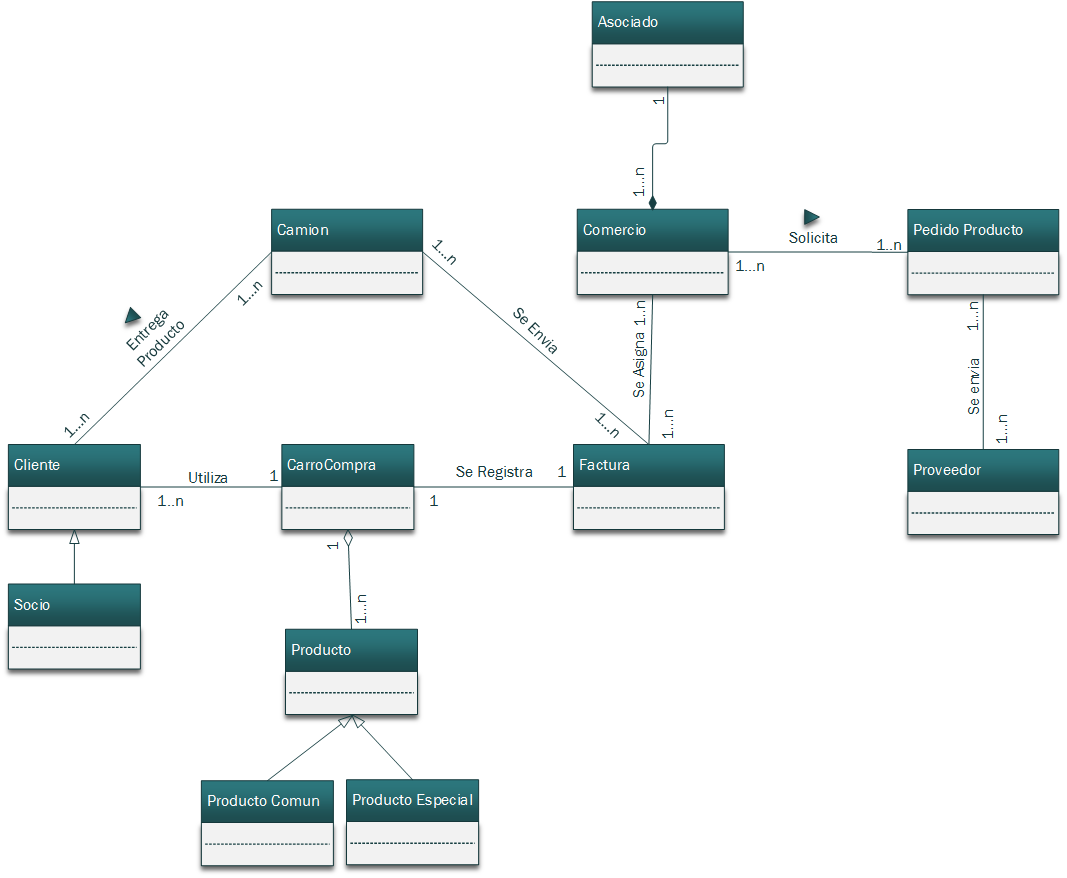 Asociado
1
1...n
Camion
Comercio
Pedido Producto
Solicita
1..n
1...n
1..n
1...n
Entrega
Producto
1...n
Se Envia
1...n
1..n
Se Asigna
1...n
1...n
Se envia
1...n
Cliente
CarroCompra
Factura
Proveedor
Utiliza
1
1..n
Se Registra
1
1
1
1...n
Socio
Producto
Producto Comun
Producto Especial